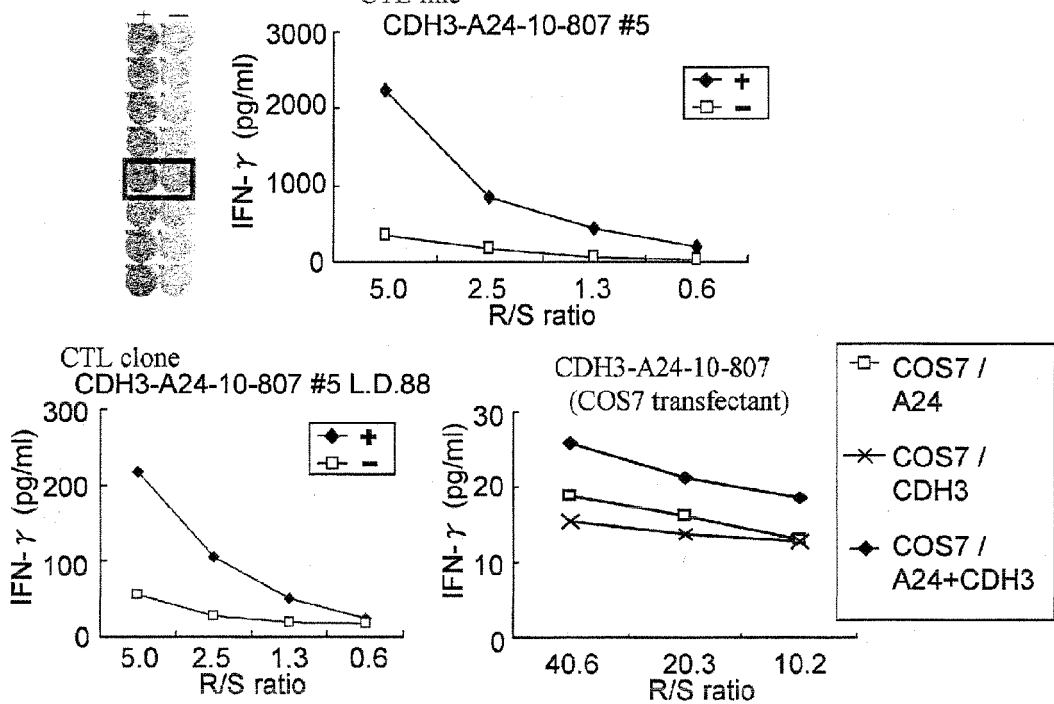 + −
CTL line
CDH3-A24-10-807 #5
IFN-γ (pg/ml)
3000
2000
1000
0
5.0 2.5 1.3 0.6
R/S ratio
+
−
CTL clone
CDH3-A24-10-807 #5 L.D.88
IFN-γ (pg/ml)
300
200
100
0
5.0 2.5 1.3 0.6
R/S ratio
+
−
CDH3-A24-10-807
(COS7 transfectant)
IFN-γ (pg/ml)
30
20
10
0
40.6 20.3 10.2
R/S ratio
COS7 /
A24
COS7 /
CDH3
COS7 /
A24+CDH3